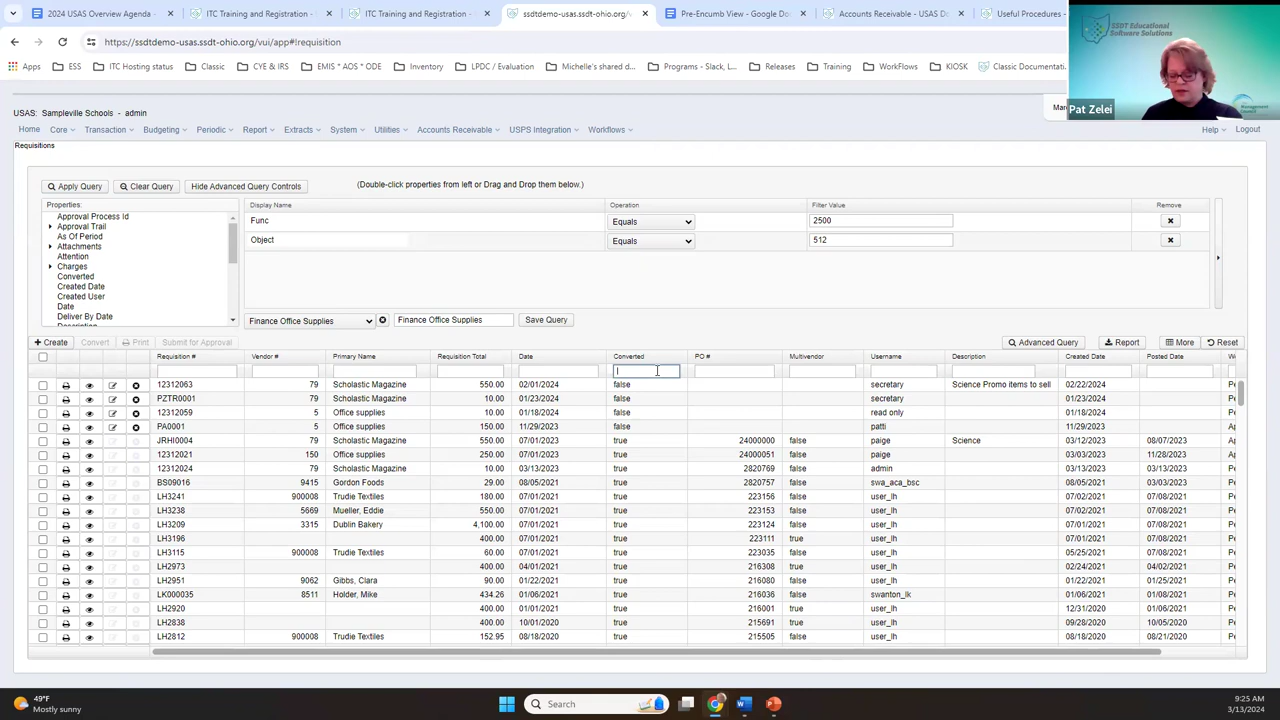 2024 USAS Overview Agenda -
ITC Training and Registration -
ITC Training and Registration
ssdtdemo-usas.ssdt-ohio.org/v
Pre-Encumb View - Google Do
Accounts Receivable - USAS D
Useful Procedures -
https://ssdtdemo-usas.ssdt-ohio.org/vui/app#!requisition
Apps ESS ITC Hosting status Classic CYE & IRS EMIS * AOS * ODE Inventory LPDC / Evaluation Michelle's shared d... Programs - Slack, L... Releases Training WorkFlows KIOSK Classic Documentati...
SSDT Educational
Software Solutions
Management
Council
Pat Zelei
USAS: Sampleville Schools - admin
Home Core Transaction Budgeting Periodic Report Extracts System Utilities Accounts Receivable USPS Integration Workflows Help Logout
Requisitions
Apply Query Clear Query Hide Advanced Query Controls (Double-click properties from left or Drag and Drop them below.)
Properties: Display Name Operation Filter Value Remove
Approval Process Id
Approval Trail
As Of Period
Attachments
Attention
Charges
Converted
Created Date
Created User
Date
Deliver By Date
Description
Func Equals 2500
Object Equals 512
Finance Office Supplies Finance Office Supplies Save Query
Create Convert Print Submit for Approval Advanced Query Report More Reset
Requisition # Vendor # Primary Name Requisition Total Date Converted PO # Multivendor Username Description Created Date Posted Date
12312063 79 Scholastic Magazine 550.00 02/01/2024 false secretary Science Promo items to sell 02/22/2024
PZTR0001 79 Scholastic Magazine 10.00 01/23/2024 false secretary 01/23/2024
12312059 5 Office supplies 10.00 01/18/2024 false read only 01/18/2024
PA0001 5 Office supplies 150.00 11/29/2023 false patti 11/29/2023
JRHI0004 79 Scholastic Magazine 550.00 07/01/2023 true 24000000 false paige Science 03/12/2023 08/07/2023
12312021 150 Office supplies 250.00 07/01/2023 true 24000051 false paige 03/03/2023 11/28/2023
12312024 79 Scholastic Magazine 10.00 03/13/2023 true 2820769 false admin 03/13/2023 03/13/2023
BS09016 9415 Gordon Foods 29.00 08/05/2021 true 2820757 false swa_aca_bsc 08/05/2021 03/03/2021
LH3241 900008 Trudie Textiles 180.00 07/01/2021 true 223156 false user_lh 07/02/2021 07/08/2021
LH3238 5669 Mueller, Eddie 510.00 07/02/2021 true 223153 false user_lh 07/02/2021 07/08/2021
LH3209 3315 Dublin Bakery 4,100.00 07/01/2021 true 223124 false user_lh 07/01/2021 07/08/2021
LH3196 400.00 07/01/2021 true 223111 true user_lh 07/01/2021 07/08/2021
LH3115 900008 Trudie Textiles 60.00 07/01/2021 true 223035 false user_lh 05/25/2021 07/08/2021
LH2973 400.00 04/01/2021 true 216308 true user_lh 02/24/2021 04/02/2021
LH2951 9062 Gibbs, Clara 90.00 01/22/2021 true 216080 false user_lh 01/22/2021 01/25/2021
LK000035 8511 Holder, Mike 434.26 01/06/2021 true 216036 false swanton_lk 01/06/2021 01/08/2021
LH2920 400.00 01/01/2021 true 216001 true user_lh 12/31/2020 01/06/2021
LH2838 400.00 10/01/2020 true 215691 true user_lh 09/28/2020 10/05/2020
LH2812 900008 Trudie Textiles 152.95 08/18/2020 true 215505 false user_lh 08/18/2020 08/21/2020
49°F
Mostly sunny
Search
9:25 AM
3/13/2024